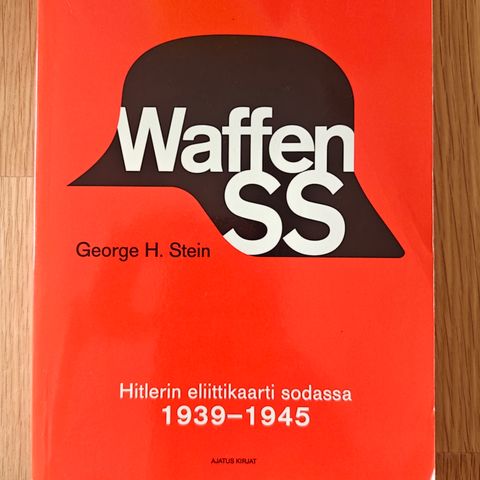 Waffen
SS
George H. Stein
Hitlerin eliittikaarti sodassa
1939–1945
AJATUS KIRJAT